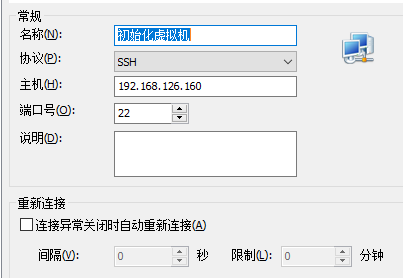 常规
名称(N): 初始化虚拟机
协议(P): SSH
主机(H): 192.168.126.160
端口号(O): 22
说明(D):
重新连接
连接异常关闭时自动重新连接(A)
间隔(V): 0 秒 限制(L): 0 分钟